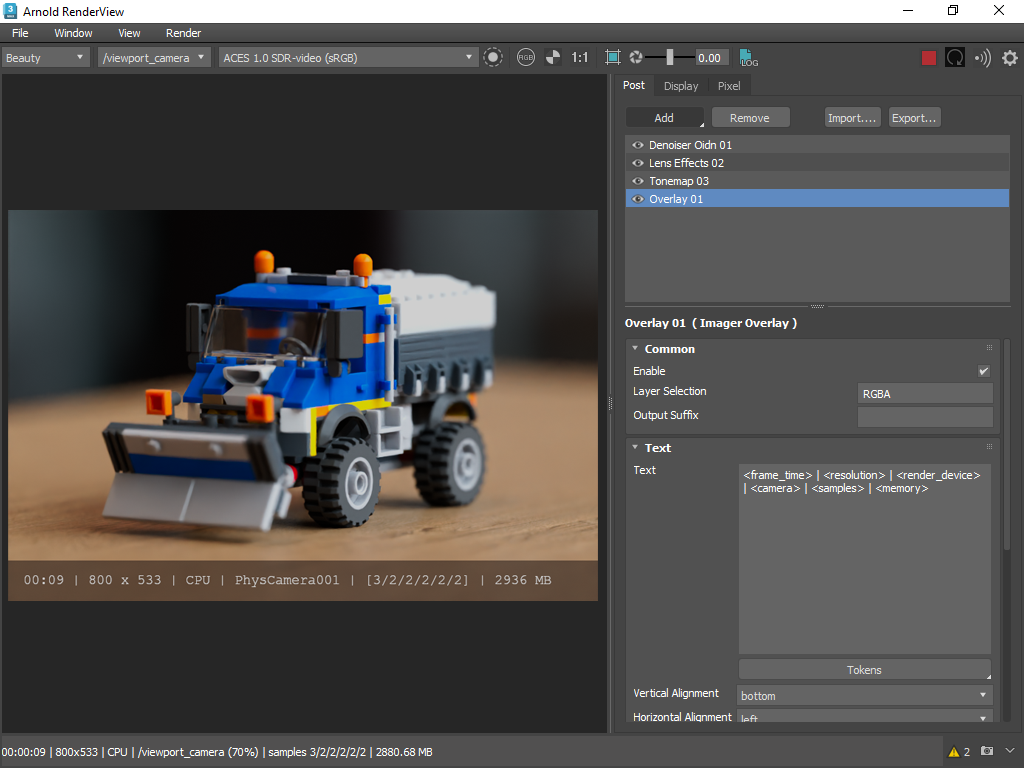 Arnold RenderView
File Window View Render
Beauty /viewport_camera ACES 1.0 SDR-video (sRGB) RGB 1:1 0.00 LOG
Post Display Pixel
Add Remove Import.... Export...
Denoiser Oidn 01
Lens Effects 02
Tonemap 03
Overlay 01
Overlay 01 ( Imager Overlay )
Common
Enable
Layer Selection RGBA
Output Suffix
Text
Text <frame_time> | <resolution> | <render_device>
| <camera> | <samples> | <memory>
00:09 | 800 x 533 | CPU | PhysCamera001 | [3/2/2/2/2/2] | 2936 MB
Tokens
Vertical Alignment bottom
Horizontal Alignment left
00:00:09 | 800x533 | CPU | /viewport_camera (70%) | samples 3/2/2/2/2/2 | 2880.68 MB 2